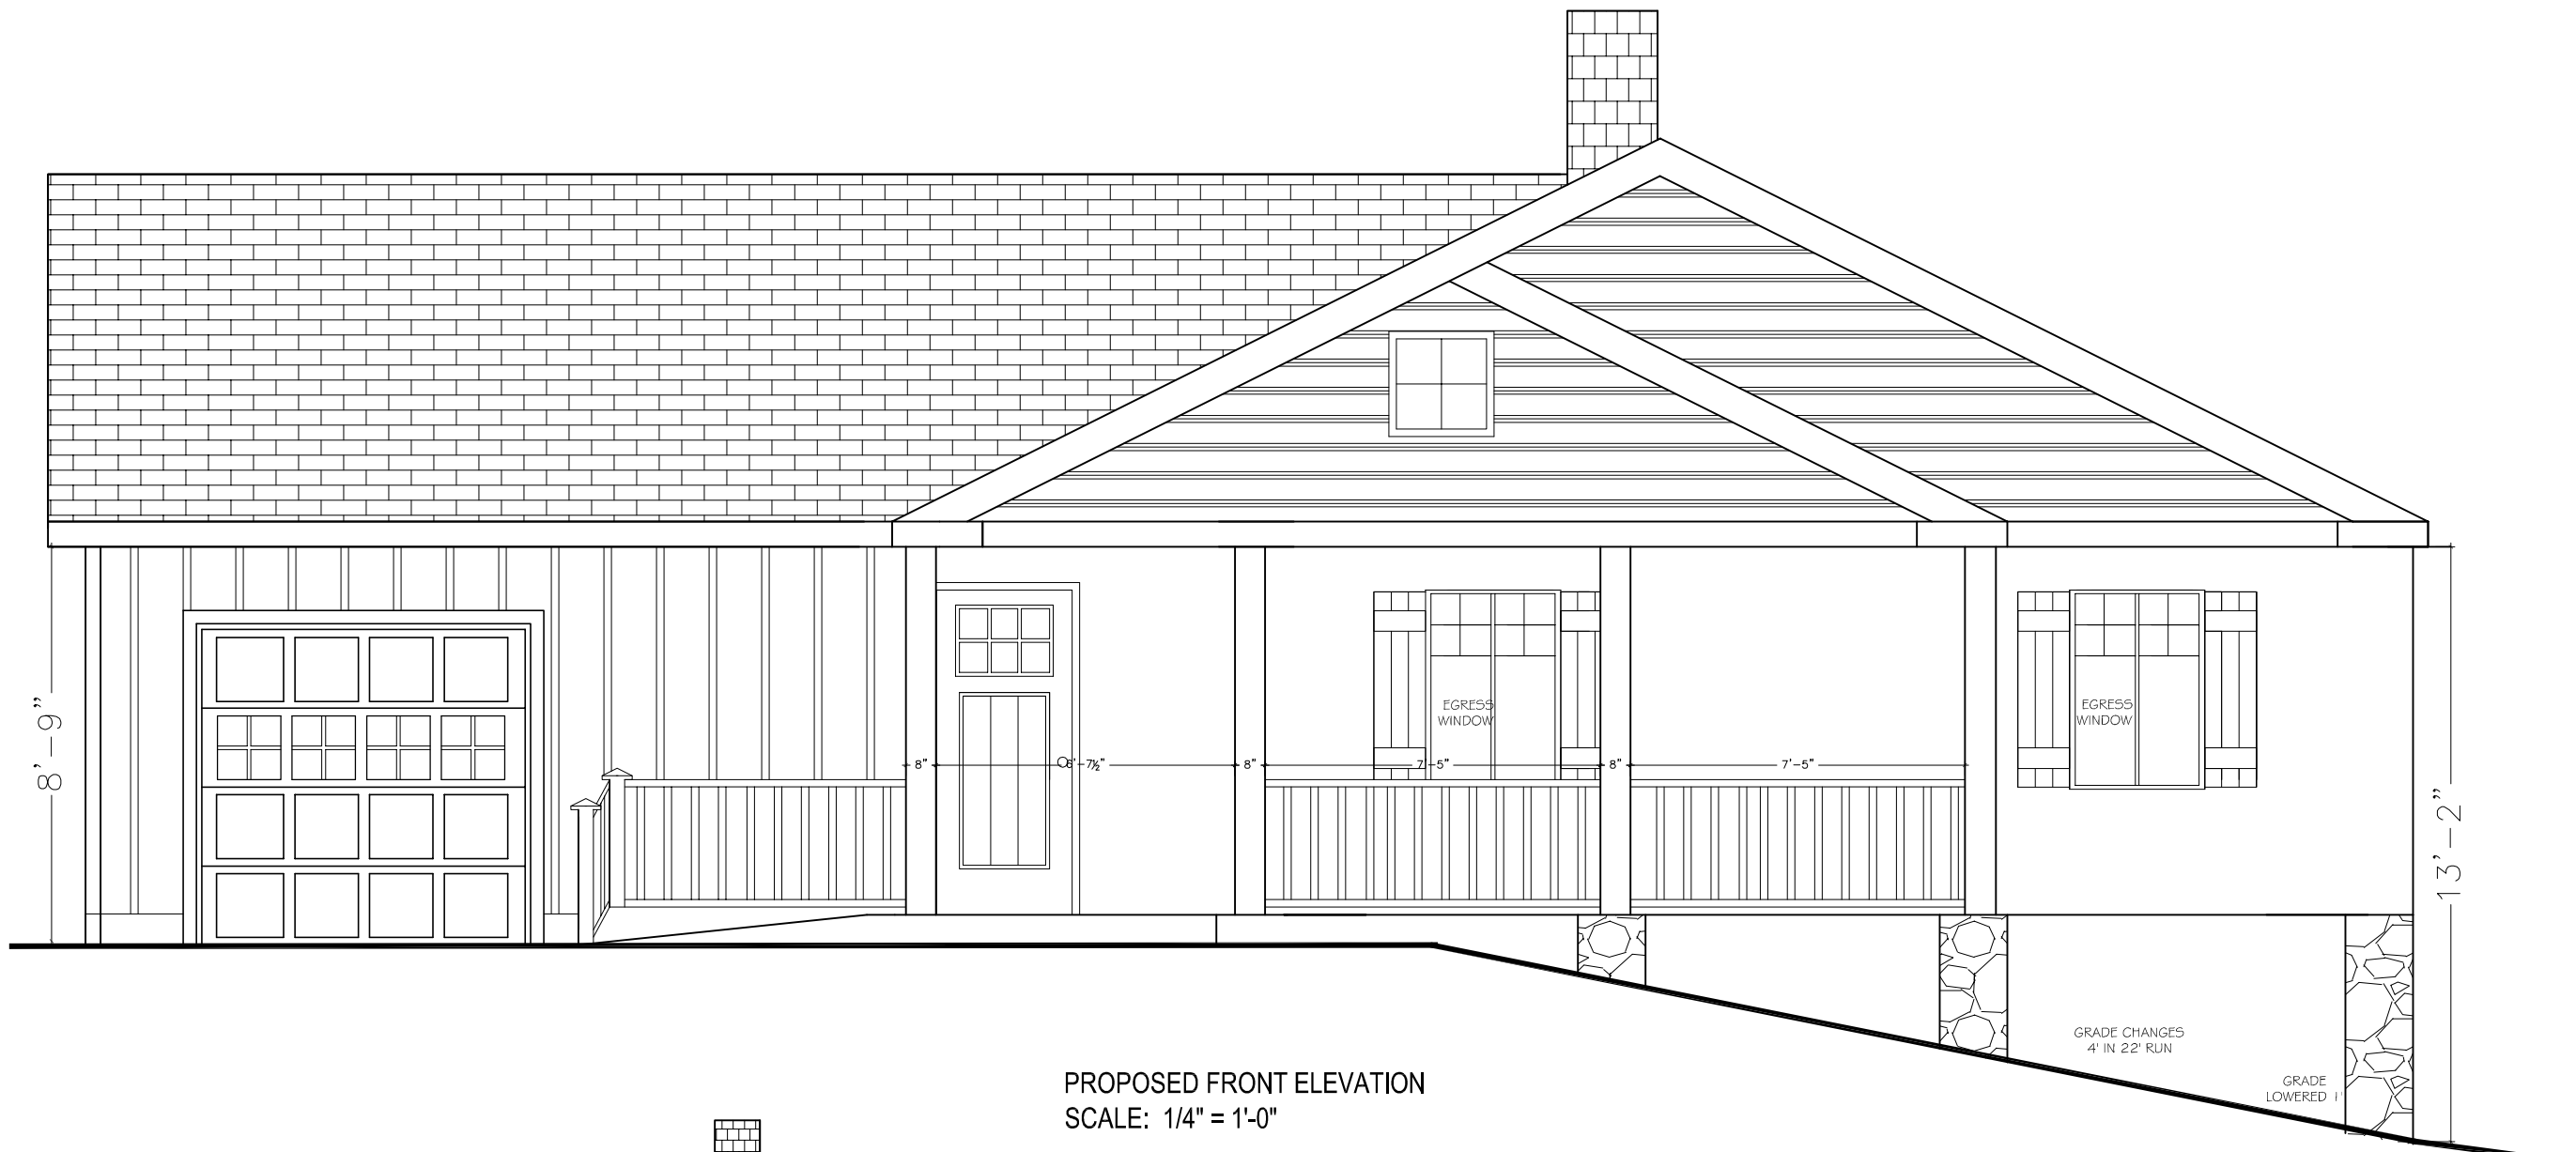 8'-9"
EGRESS
WINDOW
EGRESS
WINDOW
8"
6'-7½"
8"
7'-5"
8"
7'-5"
13'-2"
GRADE CHANGES
4' IN 22' RUN
GRADE
LOWERED 1'
PROPOSED FRONT ELEVATION
SCALE: 1/4" = 1'-0"